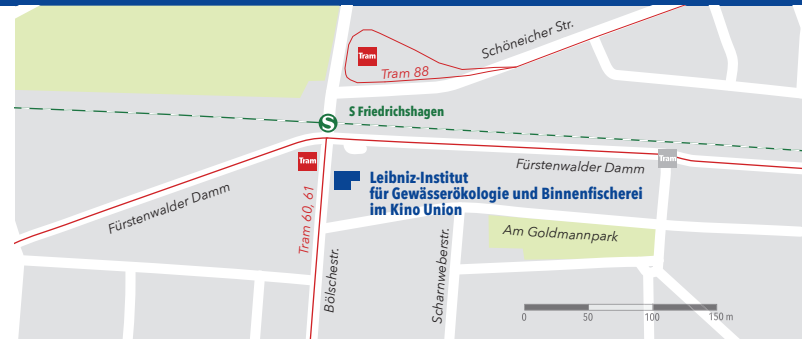 Schöneicher Str.
Tram
Tram 88
S Friedrichshagen
S
Tram
Tram
Fürstenwalder Damm
Leibniz-Institut
für Gewässerökologie und Binnenfischerei
im Kino Union
Fürstenwalder Damm
Tram 60, 61
Am Goldmannpark
Bölschestr.
Scharnweberstr.
0 50 100 150 m